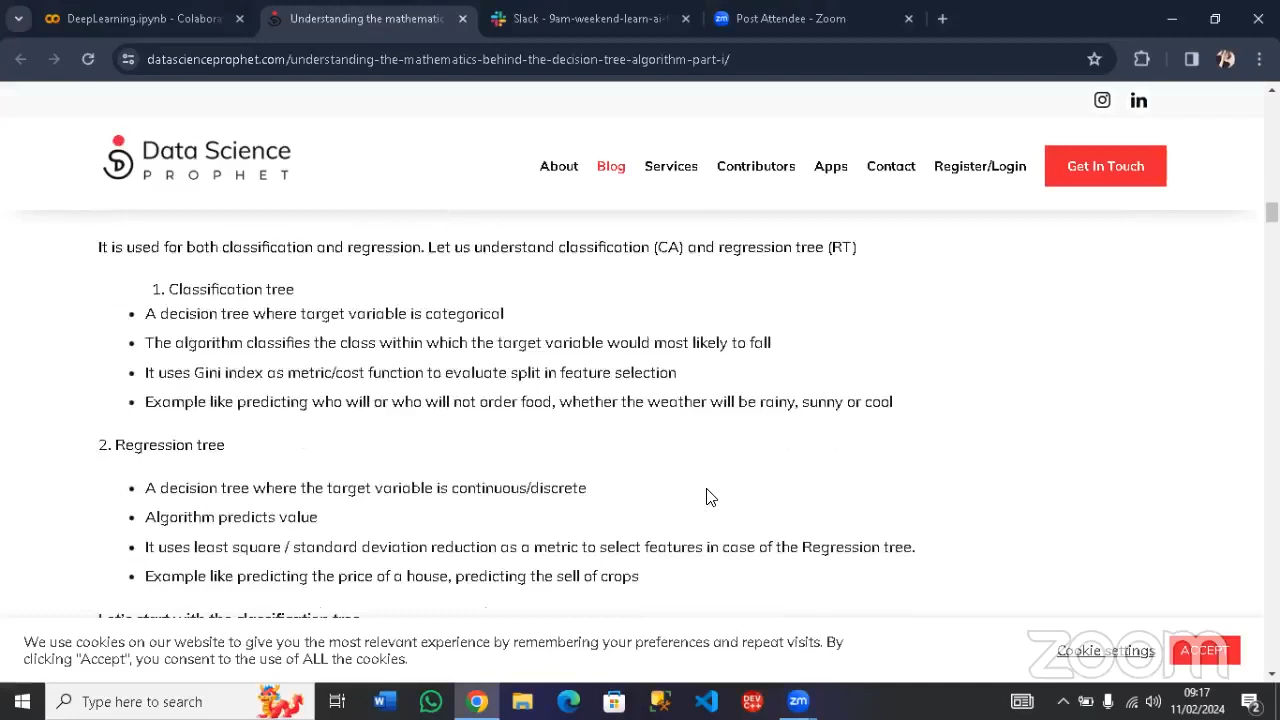 DeepLearning.ipynb - Colabora
Understanding the mathematic
Slack - 9am-weekend-learn-ai-
Post Attendee - Zoom
datascienceprophet.com/understanding-the-mathematics-behind-the-decision-tree-algorithm-part-i/
Data Science
PROPHET
About Blog Services Contributors Apps Contact Register/Login Get In Touch
It is used for both classification and regression. Let us understand classification (CA) and regression tree (RT)
1. Classification tree
• A decision tree where target variable is categorical
• The algorithm classifies the class within which the target variable would most likely to fall
• It uses Gini index as metric/cost function to evaluate split in feature selection
• Example like predicting who will or who will not order food, whether the weather will be rainy, sunny or cool
2. Regression tree
• A decision tree where the target variable is continuous/discrete
• Algorithm predicts value
• It uses least square / standard deviation reduction as a metric to select features in case of the Regression tree.
• Example like predicting the price of a house, predicting the sell of crops
Let's start with the classification tree
We use cookies on our website to give you the most relevant experience by remembering your preferences and repeat visits. By
clicking "Accept", you consent to the use of ALL the cookies.
Cookie settings ACCEPT
zoom
Type here to search
09:17
11/02/2024
2